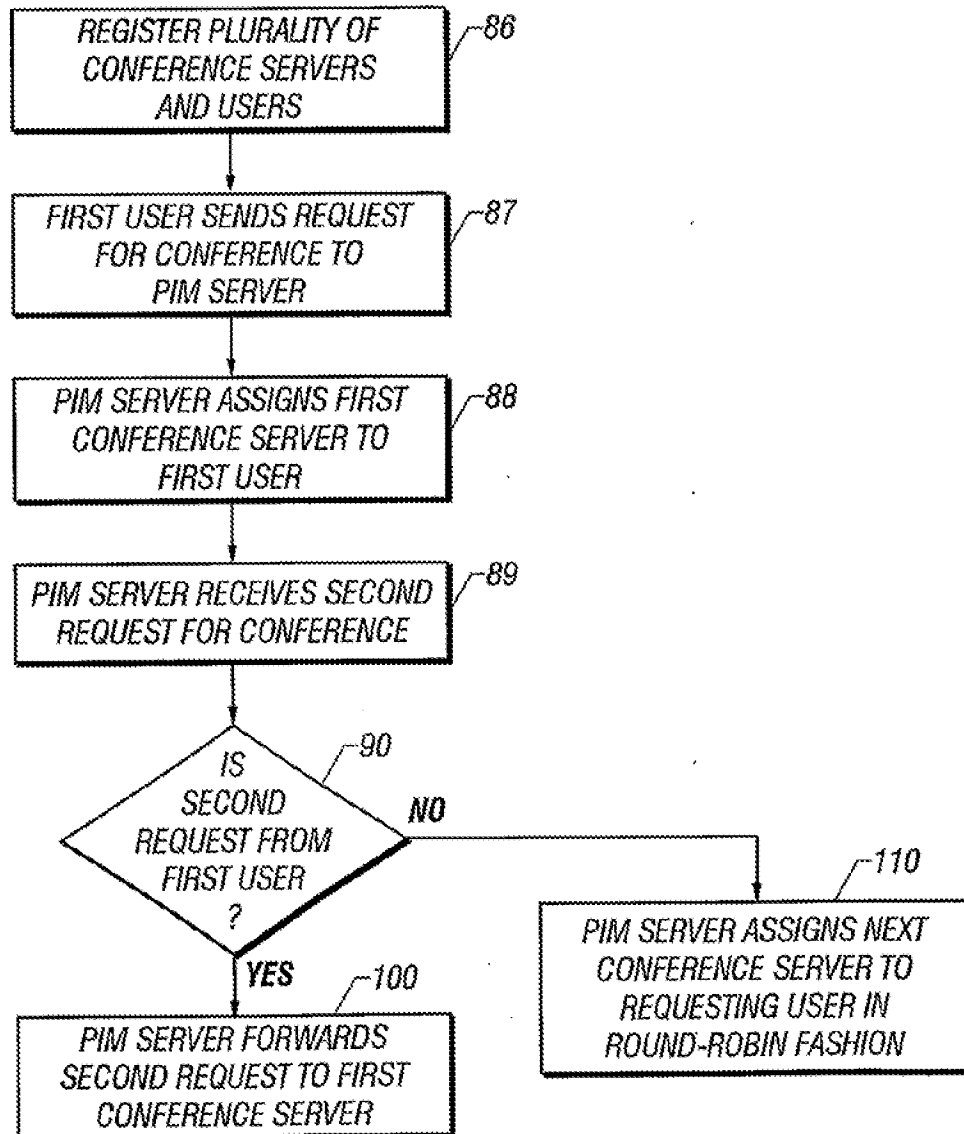 REGISTER PLURALITY OF
CONFERENCE SERVERS
AND USERS
86
FIRST USER SENDS REQUEST
FOR CONFERENCE TO
PIM SERVER
87
PIM SERVER ASSIGNS FIRST
CONFERENCE SERVER TO
FIRST USER
88
PIM SERVER RECEIVES SECOND
REQUEST FOR CONFERENCE
89
IS
SECOND
REQUEST FROM
FIRST USER
?
90
NO
YES
110
PIM SERVER ASSIGNS NEXT
CONFERENCE SERVER TO
REQUESTING USER IN
ROUND-ROBIN FASHION
100
PIM SERVER FORWARDS
SECOND REQUEST TO FIRST
CONFERENCE SERVER